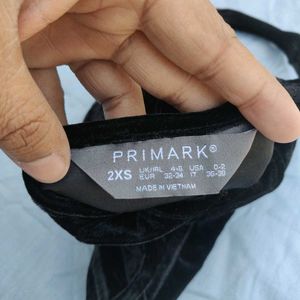 PRIMARK®
2XS UK/IRL 4-6 USA 0-2
EUR 32-34 IT 36-38
MADE IN VIETNAM